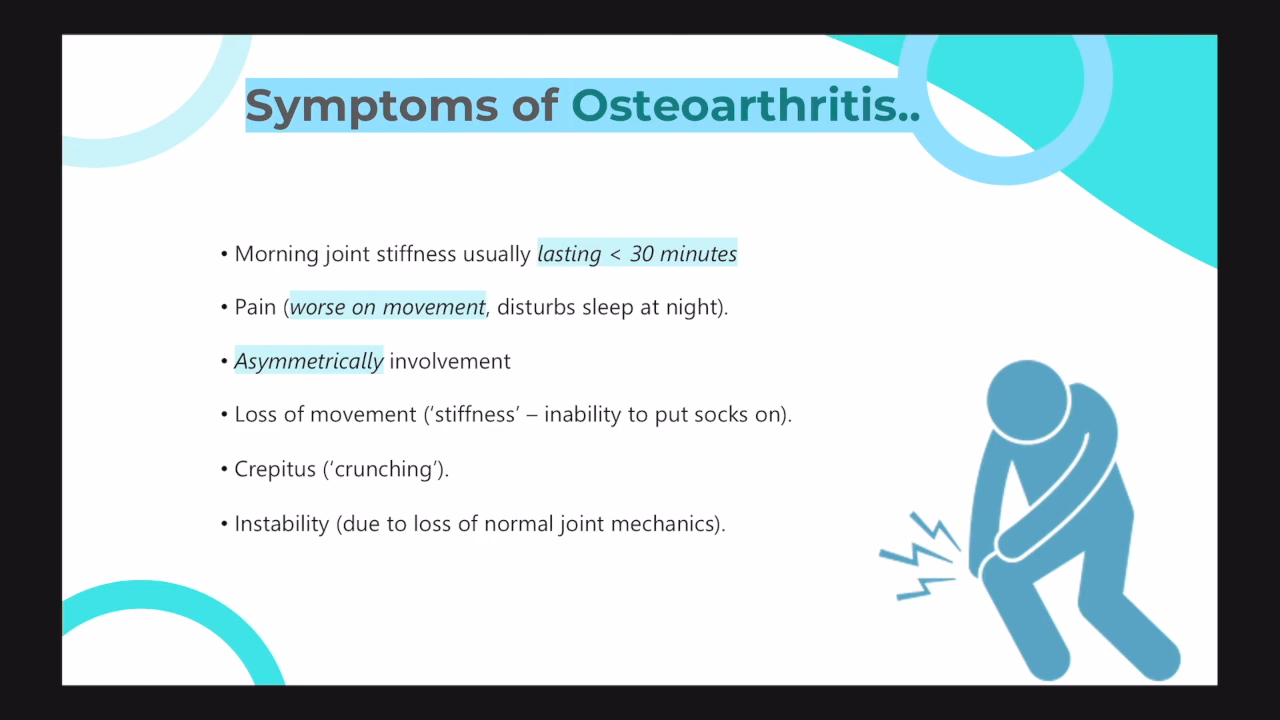 Symptoms of Osteoarthritis..
• Morning joint stiffness usually lasting < 30 minutes
• Pain (worse on movement, disturbs sleep at night).
• Asymmetrically involvement
• Loss of movement (‘stiffness’ – inability to put socks on).
• Crepitus (‘crunching’).
• Instability (due to loss of normal joint mechanics).